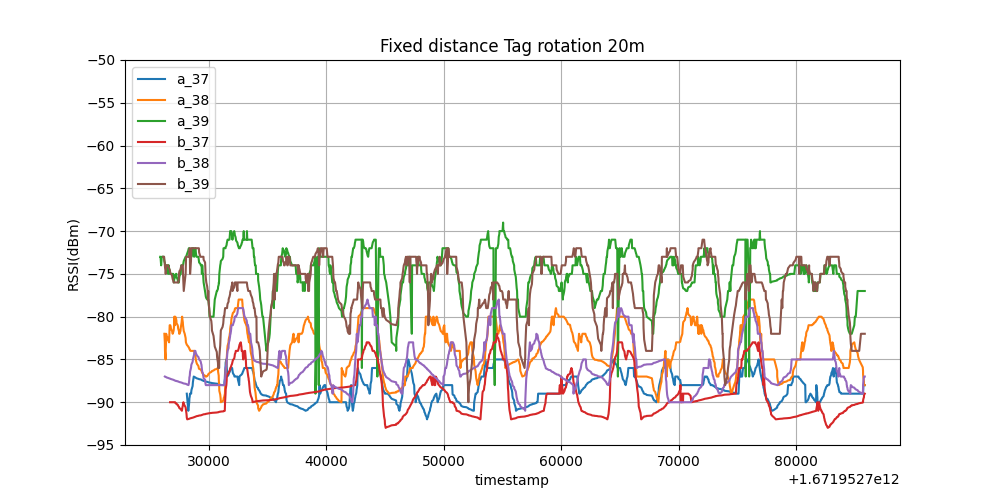 Fixed distance Tag rotation 20m
−50
−55
−60
−65
−70
−75
−80
−85
−90
−95
RSSI(dBm)
a_37
a_38
a_39
b_37
b_38
b_39
30000 40000 50000 60000 70000 80000
timestamp
+1.6719527e12